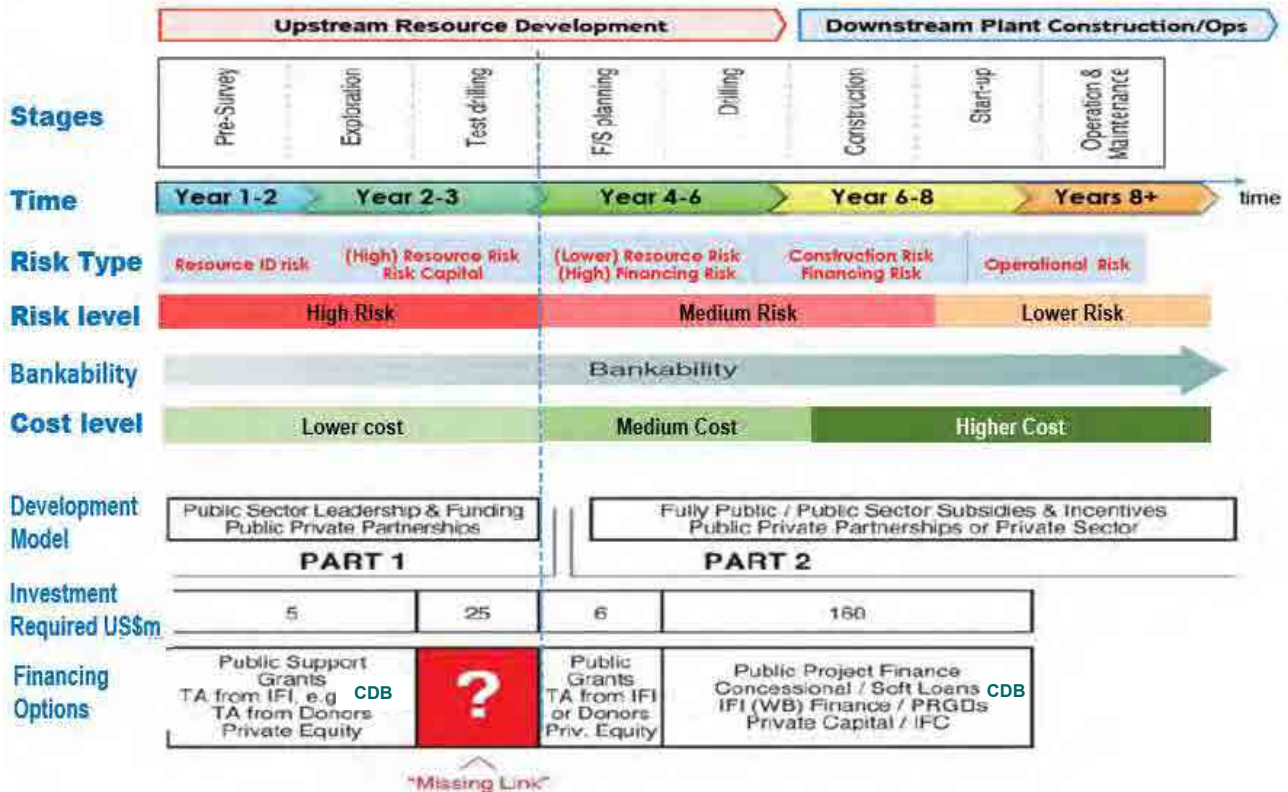 Upstream Resource Development
Downstream Plant Construction/Ops
Stages
Pre-Survey
Exploration
Test drilling
F/S planning
Drilling
Construction
Start-up
Operation &
Maintenance
Time
Year 1-2
Year 2-3
Year 4-6
Year 6-8
Years 8+
time
Risk Type
Resource ID risk
(High) Resource Risk
Risk Capital
(Lower) Resource Risk
(High) Financing Risk
Construction Risk
Financing Risk
Operational Risk
Risk level
High Risk
Medium Risk
Lower Risk
Bankability
Bankability
Cost level
Lower cost
Medium Cost
Higher Cost
Development
Model
Public Sector Leadership & Funding
Public Private Partnerships
Fully Public / Public Sector Subsidies & Incentives
Public Private Partnerships or Private Sector
PART 1
PART 2
Investment
Required US$m
5
25
6
160
Financing
Options
Public Support
Grants
TA from IFI, e.g CDB
TA from Donors
Private Equity
?
Public
Grants
TA from IFI
or Donors
Priv. Equity
Public Project Finance
Concessional / Soft Loans CDB
IFI (WB) Finance / PRGDs
Private Capital / IFC
"Missing Link"